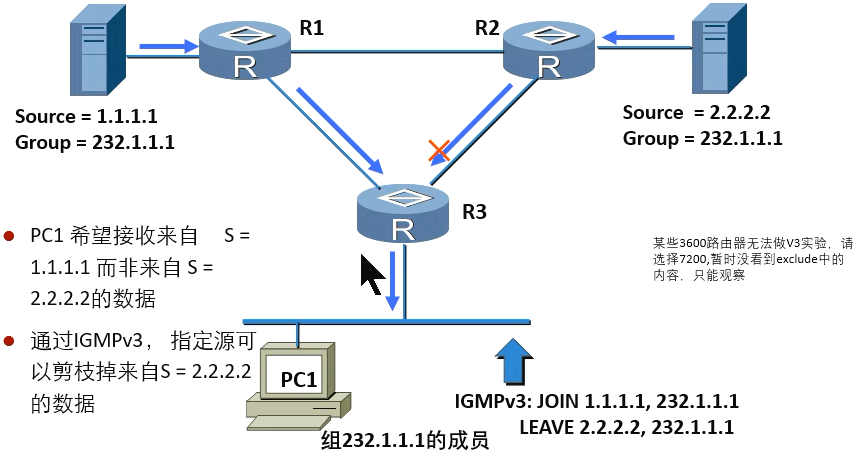 R1
R2
R
R
Source = 1.1.1.1
Group = 232.1.1.1
Source = 2.2.2.2
Group = 232.1.1.1
R
R3
PC1 希望接收来自 S =
1.1.1.1 而非来自 S =
2.2.2.2的数据
通过IGMPv3， 指定源可
以剪枝掉来自S = 2.2.2.2
的数据
某些3600路由器无法做V3实验，请
选择7200,暂时没看到exclude中的
内容，只能观察
PC1
IGMPv3: JOIN 1.1.1.1, 232.1.1.1
LEAVE 2.2.2.2, 232.1.1.1
组232.1.1.1的成员